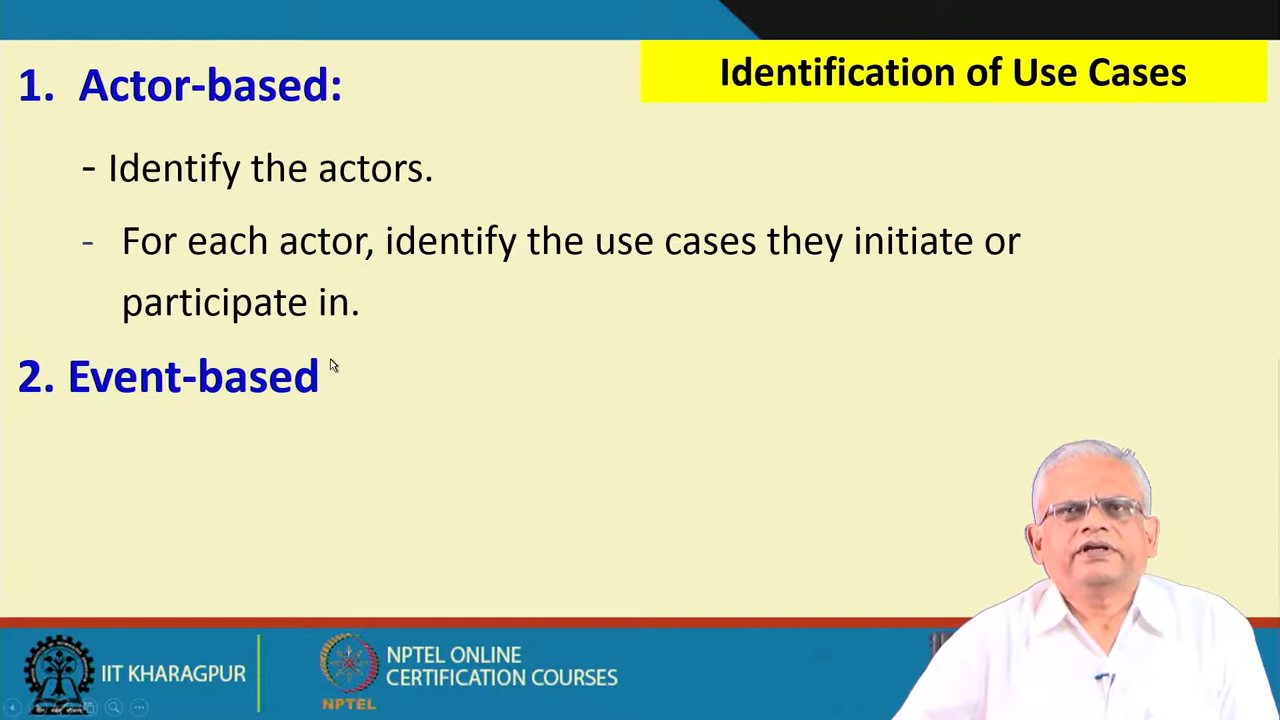 Identification of Use Cases
1. Actor-based:
- Identify the actors.
- For each actor, identify the use cases they initiate or
participate in.
2. Event-based
IIT KHARAGPUR
NPTEL ONLINE
CERTIFICATION COURSES
NPTEL